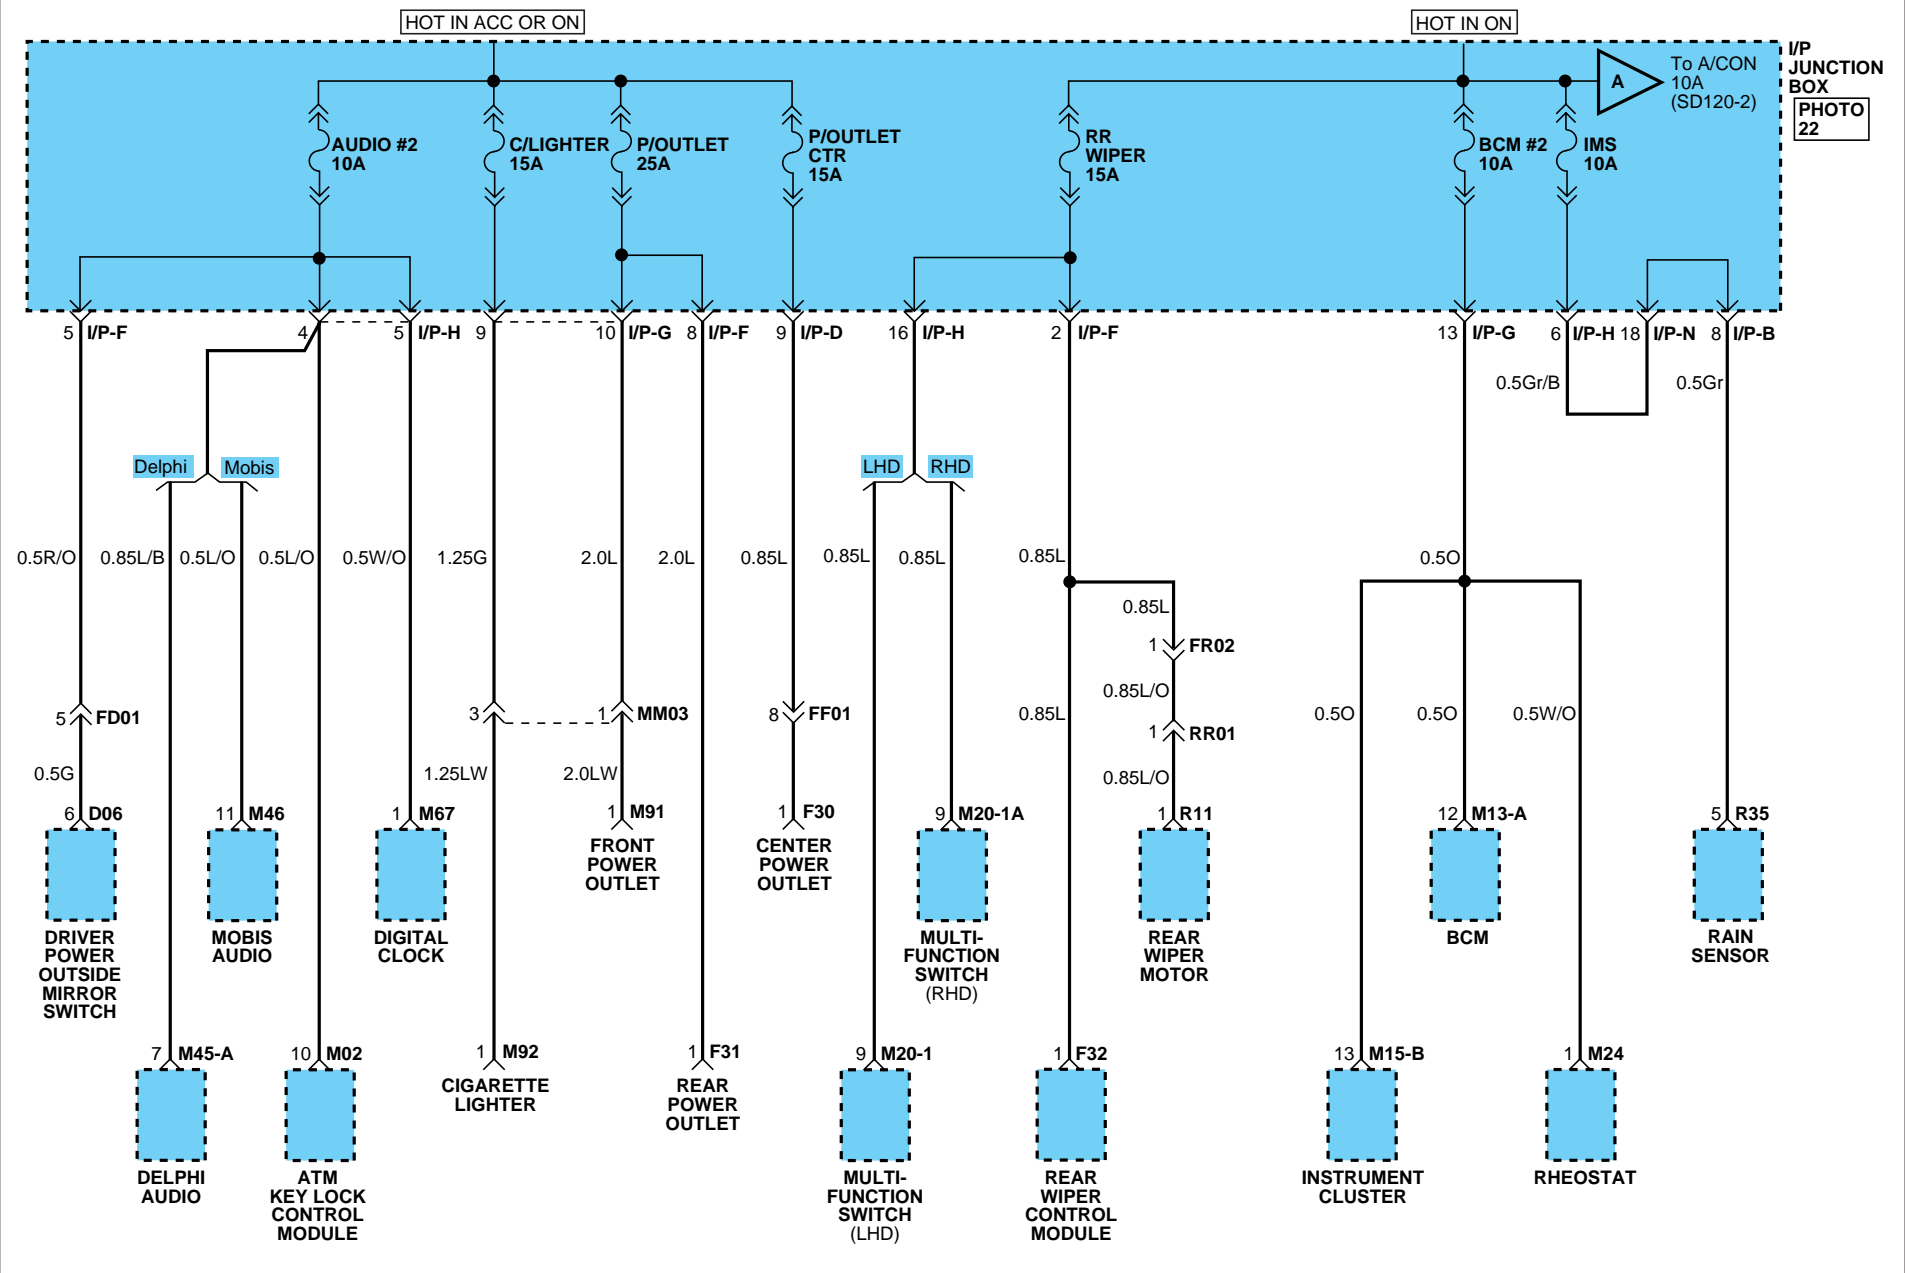 HOT IN ACC OR ON
HOT IN ON
I/P
JUNCTION
BOX
PHOTO
22
A
To A/CON
10A
(SD120-2)
AUDIO #2
10A
C/LIGHTER
15A
P/OUTLET
25A
P/OUTLET
CTR
15A
RR
WIPER
15A
BCM #2
10A
IMS
10A
5 I/P-F
4
5 I/P-H
9
10 I/P-G
8 I/P-F
9 I/P-D
16 I/P-H
2 I/P-F
13 I/P-G
6 I/P-H
18 I/P-N
8 I/P-B
0.5Gr/B
0.5Gr
Delphi
Mobis
LHD
RHD
0.5R/O
0.85L/B
0.5L/O
0.5L/O
0.5W/O
1.25G
2.0L
2.0L
0.85L
0.85L
0.85L
0.85L
0.5O
0.85L
1 FR02
0.85L/O
5 FD01
3
1 MM03
8 FF01
0.85L
1 RR01
0.5O
0.5O
0.5W/O
0.5G
1.25LW
2.0LW
0.85L/O
6 D06
11 M46
1 M67
1 M91
1 F30
9 M20-1A
1 R11
12 M13-A
5 R35
FRONT
POWER
OUTLET
CENTER
POWER
OUTLET
DRIVER
POWER
OUTSIDE
MIRROR
SWITCH
MOBIS
AUDIO
DIGITAL
CLOCK
MULTI-
FUNCTION
SWITCH
(RHD)
REAR
WIPER
MOTOR
BCM
RAIN
SENSOR
7 M45-A
10 M02
1 M92
1 F31
9 M20-1
1 F32
13 M15-B
1 M24
CIGARETTE
LIGHTER
REAR
POWER
OUTLET
DELPHI
AUDIO
ATM
KEY LOCK
CONTROL
MODULE
MULTI-
FUNCTION
SWITCH
(LHD)
REAR
WIPER
CONTROL
MODULE
INSTRUMENT
CLUSTER
RHEOSTAT